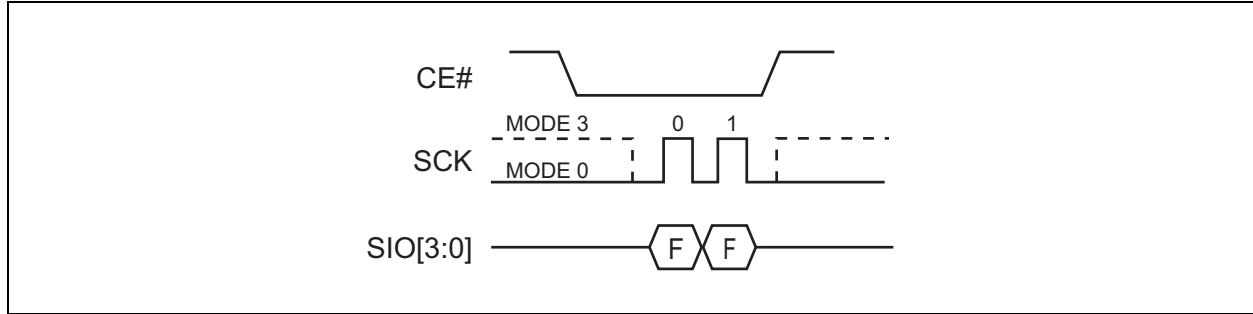 CE#
MODE 3 0 1
SCK
MODE 0
SIO[3:0] F F